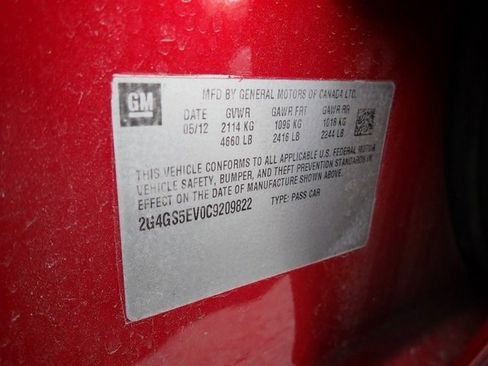 GM
MFD BY GENERAL MOTORS OF CANADA LTD.
DATE GVWR GAWR FRT GAWR RR
05/12 2114 KG 1096 KG 1018 KG
4660 LB 2416 LB 2244 LB
THIS VEHICLE CONFORMS TO ALL APPLICABLE U.S. FEDERAL MOTOR
VEHICLE SAFETY, BUMPER, AND THEFT PREVENTION STANDARDS IN
EFFECT ON THE DATE OF MANUFACTURE SHOWN ABOVE.
2G4GS5EV0C9209822 TYPE: PASS CAR